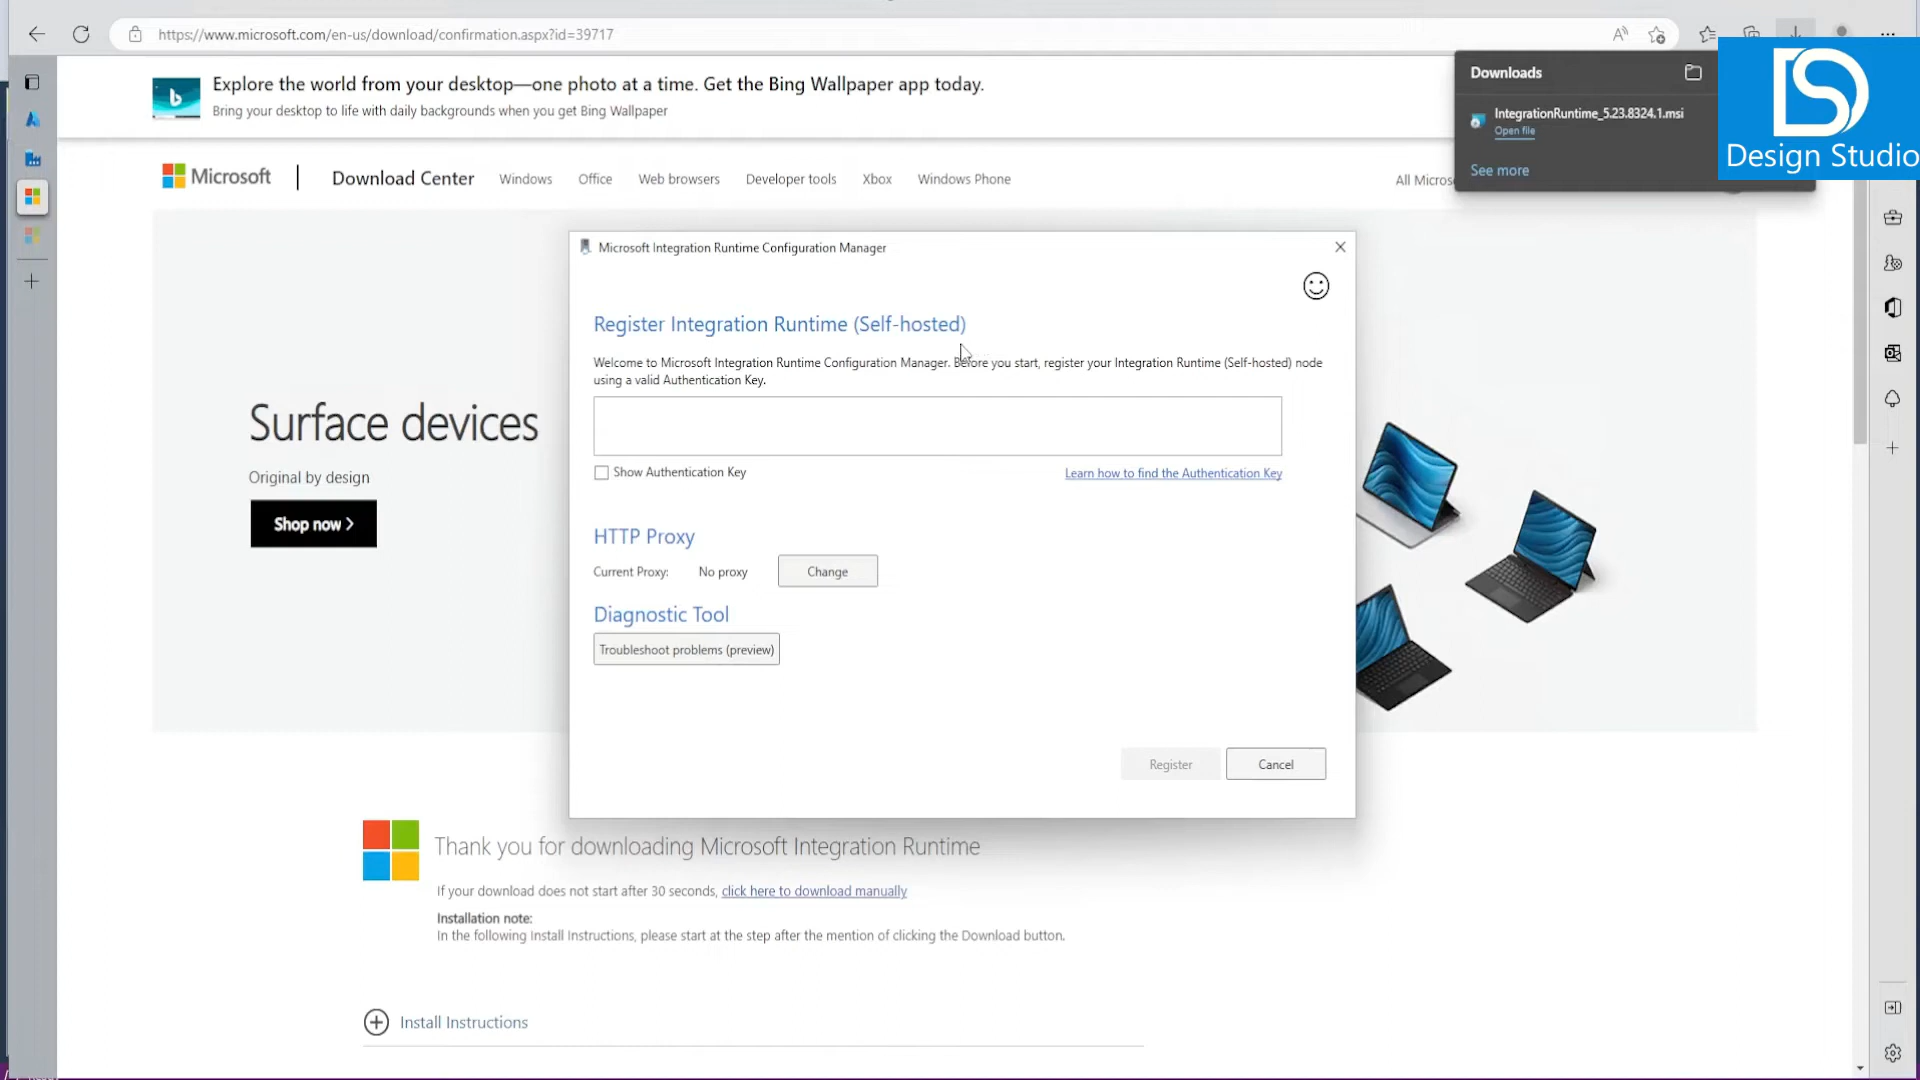 https://www.microsoft.com/en-us/download/confirmation.aspx?id=39717
Explore the world from your desktop—one photo at a time. Get the Bing Wallpaper app today.
Bring your desktop to life with daily backgrounds when you get Bing Wallpaper
Downloads
IntegrationRuntime_5.23.8324.1.msi
Open file
See more
Design Studio
Microsoft
Download Center
Windows
Office
Web browsers
Developer tools
Xbox
Windows Phone
All Micros
Microsoft Integration Runtime Configuration Manager
Register Integration Runtime (Self-hosted)
Welcome to Microsoft Integration Runtime Configuration Manager. Before you start, register your Integration Runtime (Self-hosted) node
using a valid Authentication Key.
Show Authentication Key
Learn how to find the Authentication Key
HTTP Proxy
Current Proxy:
No proxy
Change
Diagnostic Tool
Troubleshoot problems (preview)
Register
Cancel
Surface devices
Original by design
Shop now
Thank you for downloading Microsoft Integration Runtime
If your download does not start after 30 seconds, click here to download manually
Installation note:
In the following Install Instructions, please start at the step after the mention of clicking the Download button.
Install Instructions